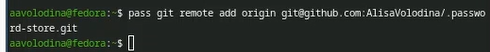 aavolodina@fedora:~$ pass git remote add origin git@github.com:AlisaVolodina/.passwo
rd-store.git
aavolodina@fedora:~$